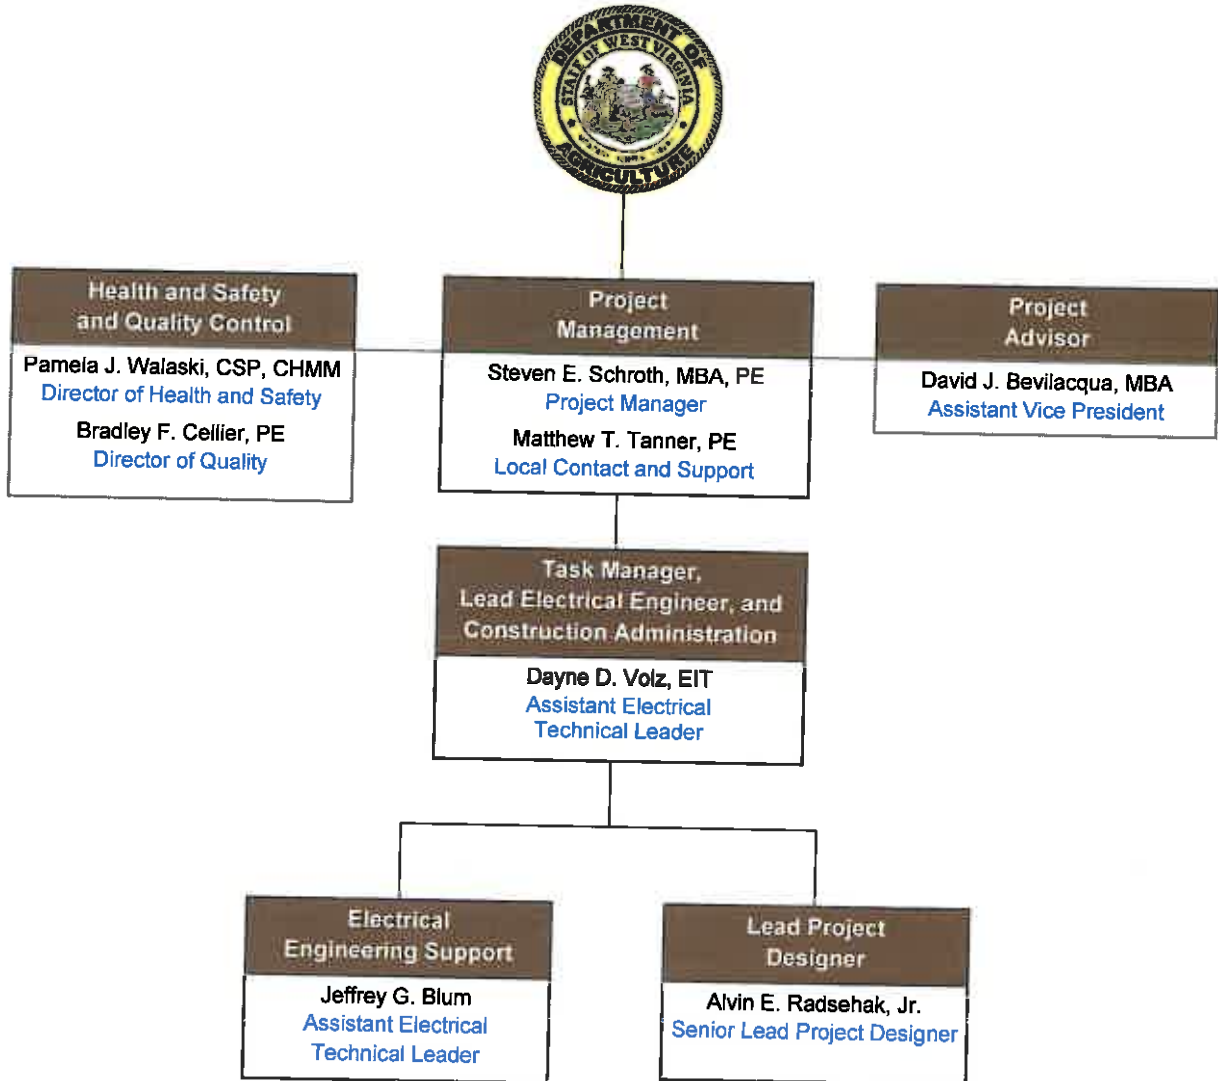 DEPARTMENT OF
STATE OF WEST VIRGINIA
AGRICULTURE
Health and Safety
and Quality Control
Pamela J. Walaski, CSP, CHMM
Director of Health and Safety
Bradley F. Cellier, PE
Director of Quality
Project
Management
Steven E. Schroth, MBA, PE
Project Manager
Matthew T. Tanner, PE
Local Contact and Support
Project
Advisor
David J. Bevilacqua, MBA
Assistant Vice President
Task Manager,
Lead Electrical Engineer, and
Construction Administration
Dayne D. Volz, EIT
Assistant Electrical
Technical Leader
Electrical
Engineering Support
Jeffrey G. Blum
Assistant Electrical
Technical Leader
Lead Project
Designer
Alvin E. Radsehak, Jr.
Senior Lead Project Designer